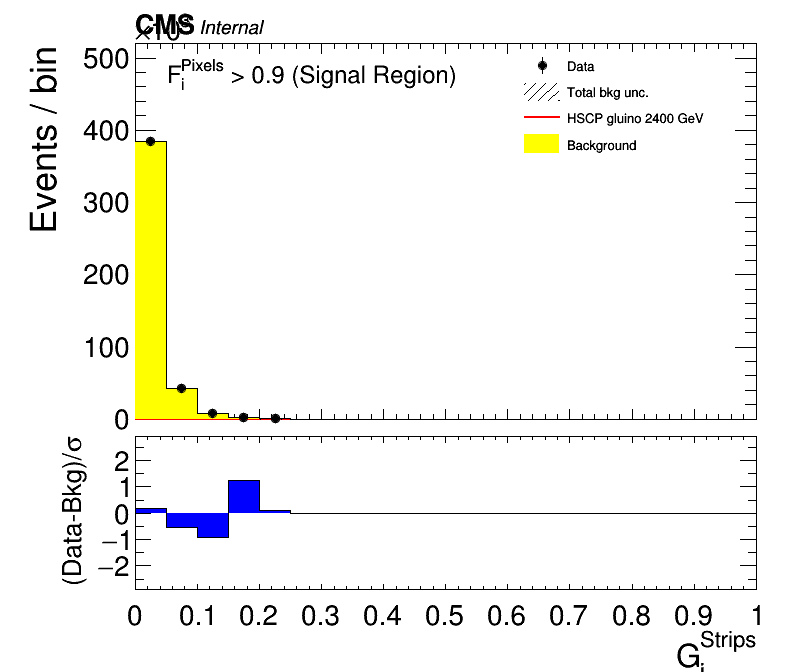 CMS Internal
×10³
Events / bin
500
400
300
200
100
0
F_i^Pixels > 0.9 (Signal Region)
Data
Total bkg unc.
HSCP gluino 2400 GeV
Background
(Data-Bkg)/σ
2
1
0
−1
−2
0 0.1 0.2 0.3 0.4 0.5 0.6 0.7 0.8 0.9 1
G_i^Strips